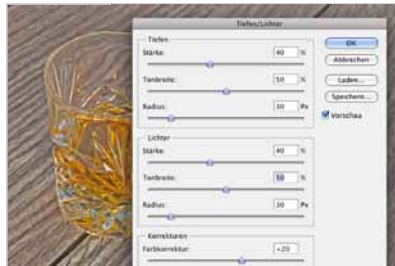 Tiefen/Lichter
Tiefen
Stärke: 40 %
Tonbreite: 50 %
Radius: 30 Px
Lichter
Stärke: 40 %
Tonbreite: 50 %
Radius: 30 Px
Korrekturen
Farbkorrektur: +20
OK
Abbrechen
Laden...
Speichern...
Vorschau